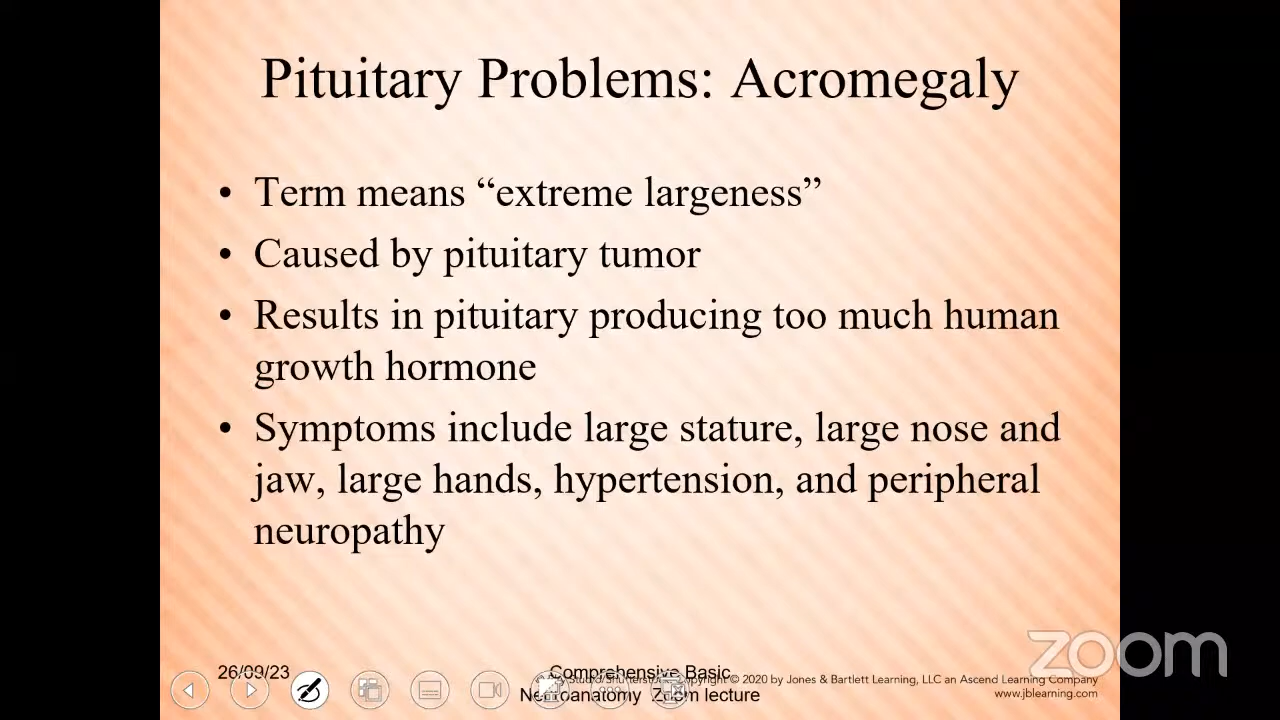 Pituitary Problems: Acromegaly
• Term means “extreme largeness”
• Caused by pituitary tumor
• Results in pituitary producing too much human
growth hormone
• Symptoms include large stature, large nose and
jaw, large hands, hypertension, and peripheral
neuropathy
zoom
26/09/23
Comprehensive Basic
Neuroanatomy Zoom lecture
Copyright © 2020 by Jones & Bartlett Learning, LLC an Ascend Learning Company
www.jblearning.com